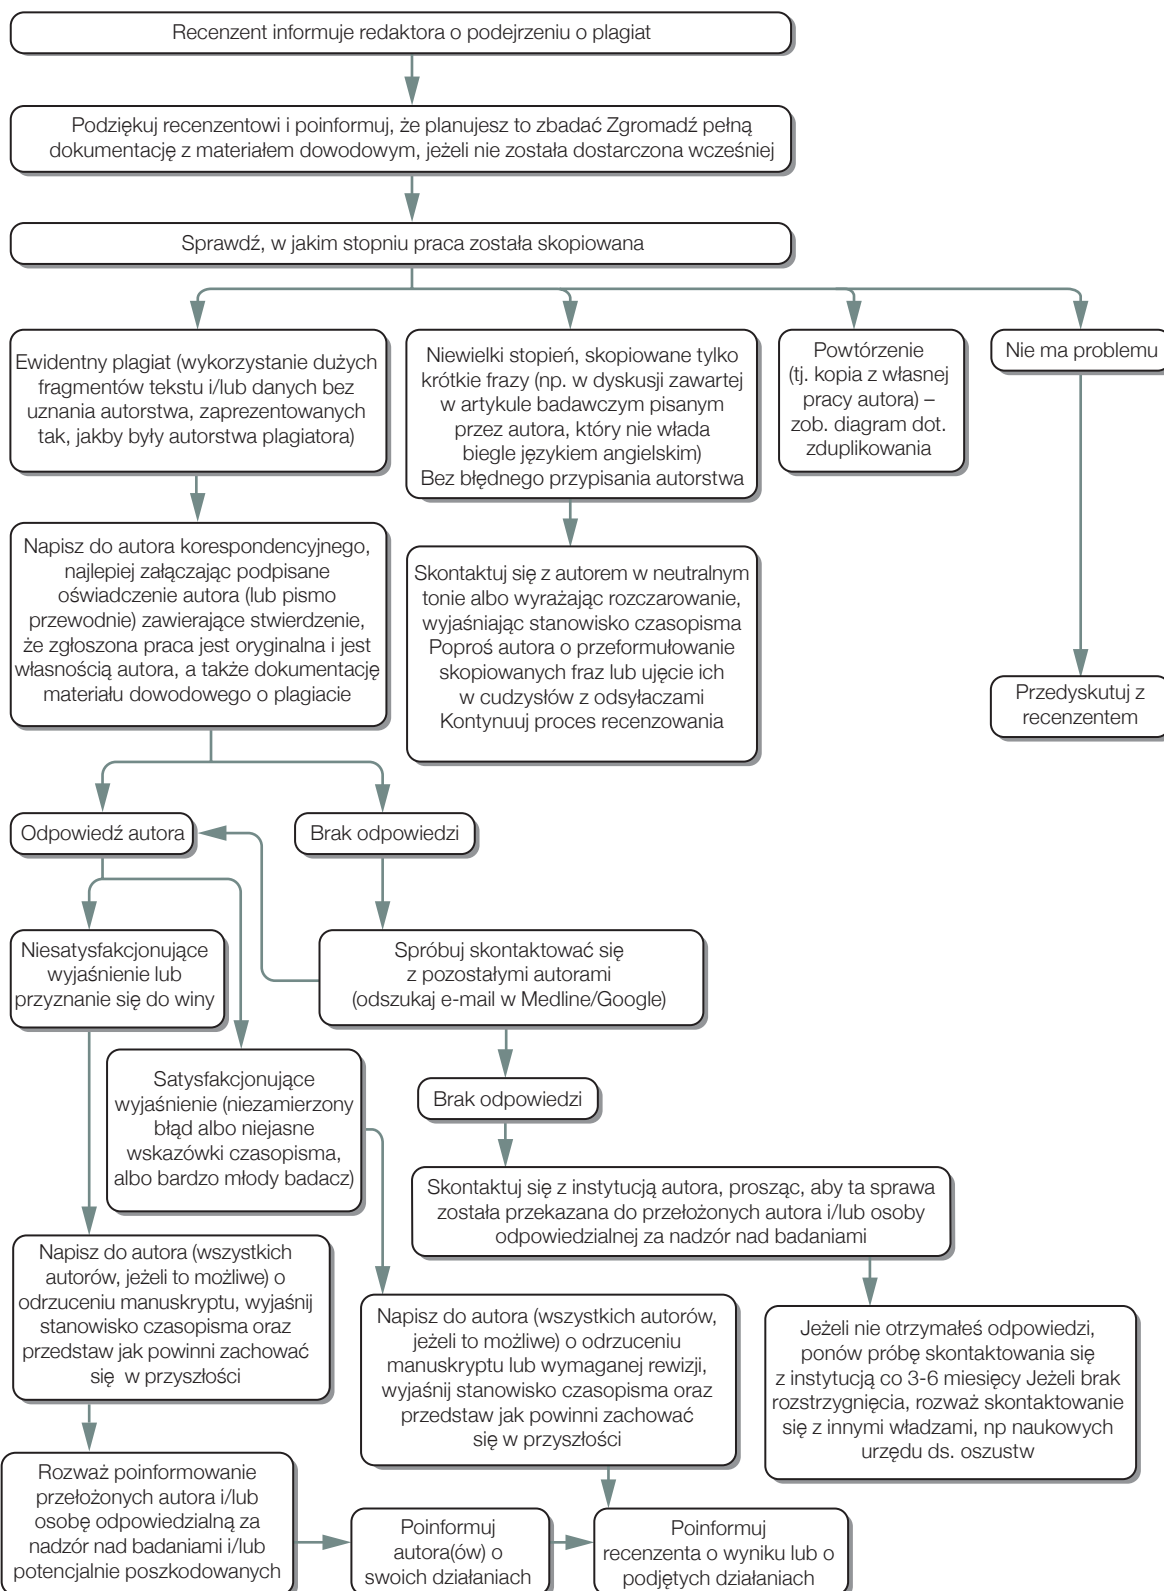 Recenzent informuje redaktora o podejrzeniu o plagiat
Podziękuj recenzentowi i poinformuj, że planujesz to zbadać Zgromadź pełną
dokumentację z materiałem dowodowym, jeżeli nie została dostarczona wcześniej
Sprawdź, w jakim stopniu praca została skopiowana
Ewidentny plagiat (wykorzystanie dużych
fragmentów tekstu i/lub danych bez
uznania autorstwa, zaprezentowanych
tak, jakby były autorstwa plagiatora)
Niewielki stopień, skopiowane tylko
krótkie frazy (np. w dyskusji zawartej
w artykule badawczym pisanym
przez autora, który nie włada
biegle językiem angielskim)
Bez błędnego przypisania autorstwa
Powtórzenie
(tj. kopia z własnej
pracy autora) –
zob. diagram dot.
zduplikowania
Nie ma problemu
Napisz do autora korespondencyjnego,
najlepiej załączając podpisane
oświadczenie autora (lub pismo
przewodnie) zawierające stwierdzenie,
że zgłoszona praca jest oryginalna i jest
własnością autora, a także dokumentację
materiału dowodowego o plagiacie
Skontaktuj się z autorem w neutralnym
tonie albo wyrażając rozczarowanie,
wyjaśniając stanowisko czasopisma
Poproś autora o przeformułowanie
skopiowanych fraz lub ujęcie ich
w cudzysłów z odsyłaczami
Kontynuuj proces recenzowania
Przedyskutuj z
recenzentem
Odpowiedź autora
Brak odpowiedzi
Niesatysfakcjonujące
wyjaśnienie lub
przyznanie się do winy
Spróbuj skontaktować się
z pozostałymi autorami
(odszukaj e-mail w Medline/Google)
Satysfakcjonujące
wyjaśnienie (niezamierzony
błąd albo niejasne
wskazówki czasopisma,
albo bardzo młody badacz)
Brak odpowiedzi
Skontaktuj się z instytucją autora, prosząc, aby ta sprawa
została przekazana do przełożonych autora i/lub osoby
odpowiedzialnej za nadzór nad badaniami
Napisz do autora (wszystkich
autorów, jeżeli to możliwe) o
odrzuceniu manuskryptu, wyjaśnij
stanowisko czasopisma oraz
przedstaw jak powinni zachować
się w przyszłości
Napisz do autora (wszystkich autorów,
jeżeli to możliwe) o odrzuceniu
manuskryptu lub wymaganej rewizji,
wyjaśnij stanowisko czasopisma oraz
przedstaw jak powinni zachować
się w przyszłości
Jeżeli nie otrzymałeś odpowiedzi,
ponów próbę skontaktowania się
z instytucją co 3-6 miesięcy Jeżeli brak
rozstrzygnięcia, rozważ skontaktowanie
się z innymi władzami, np naukowych
urzędu ds. oszustw
Rozważ poinformowanie
przełożonych autora i/lub
osobę odpowiedzialną za
nadzór nad badaniami i/lub
potencjalnie poszkodowanych
Poinformuj
autora(ów) o
swoich działaniach
Poinformuj
recenzenta o wyniku lub o
podjętych działaniach